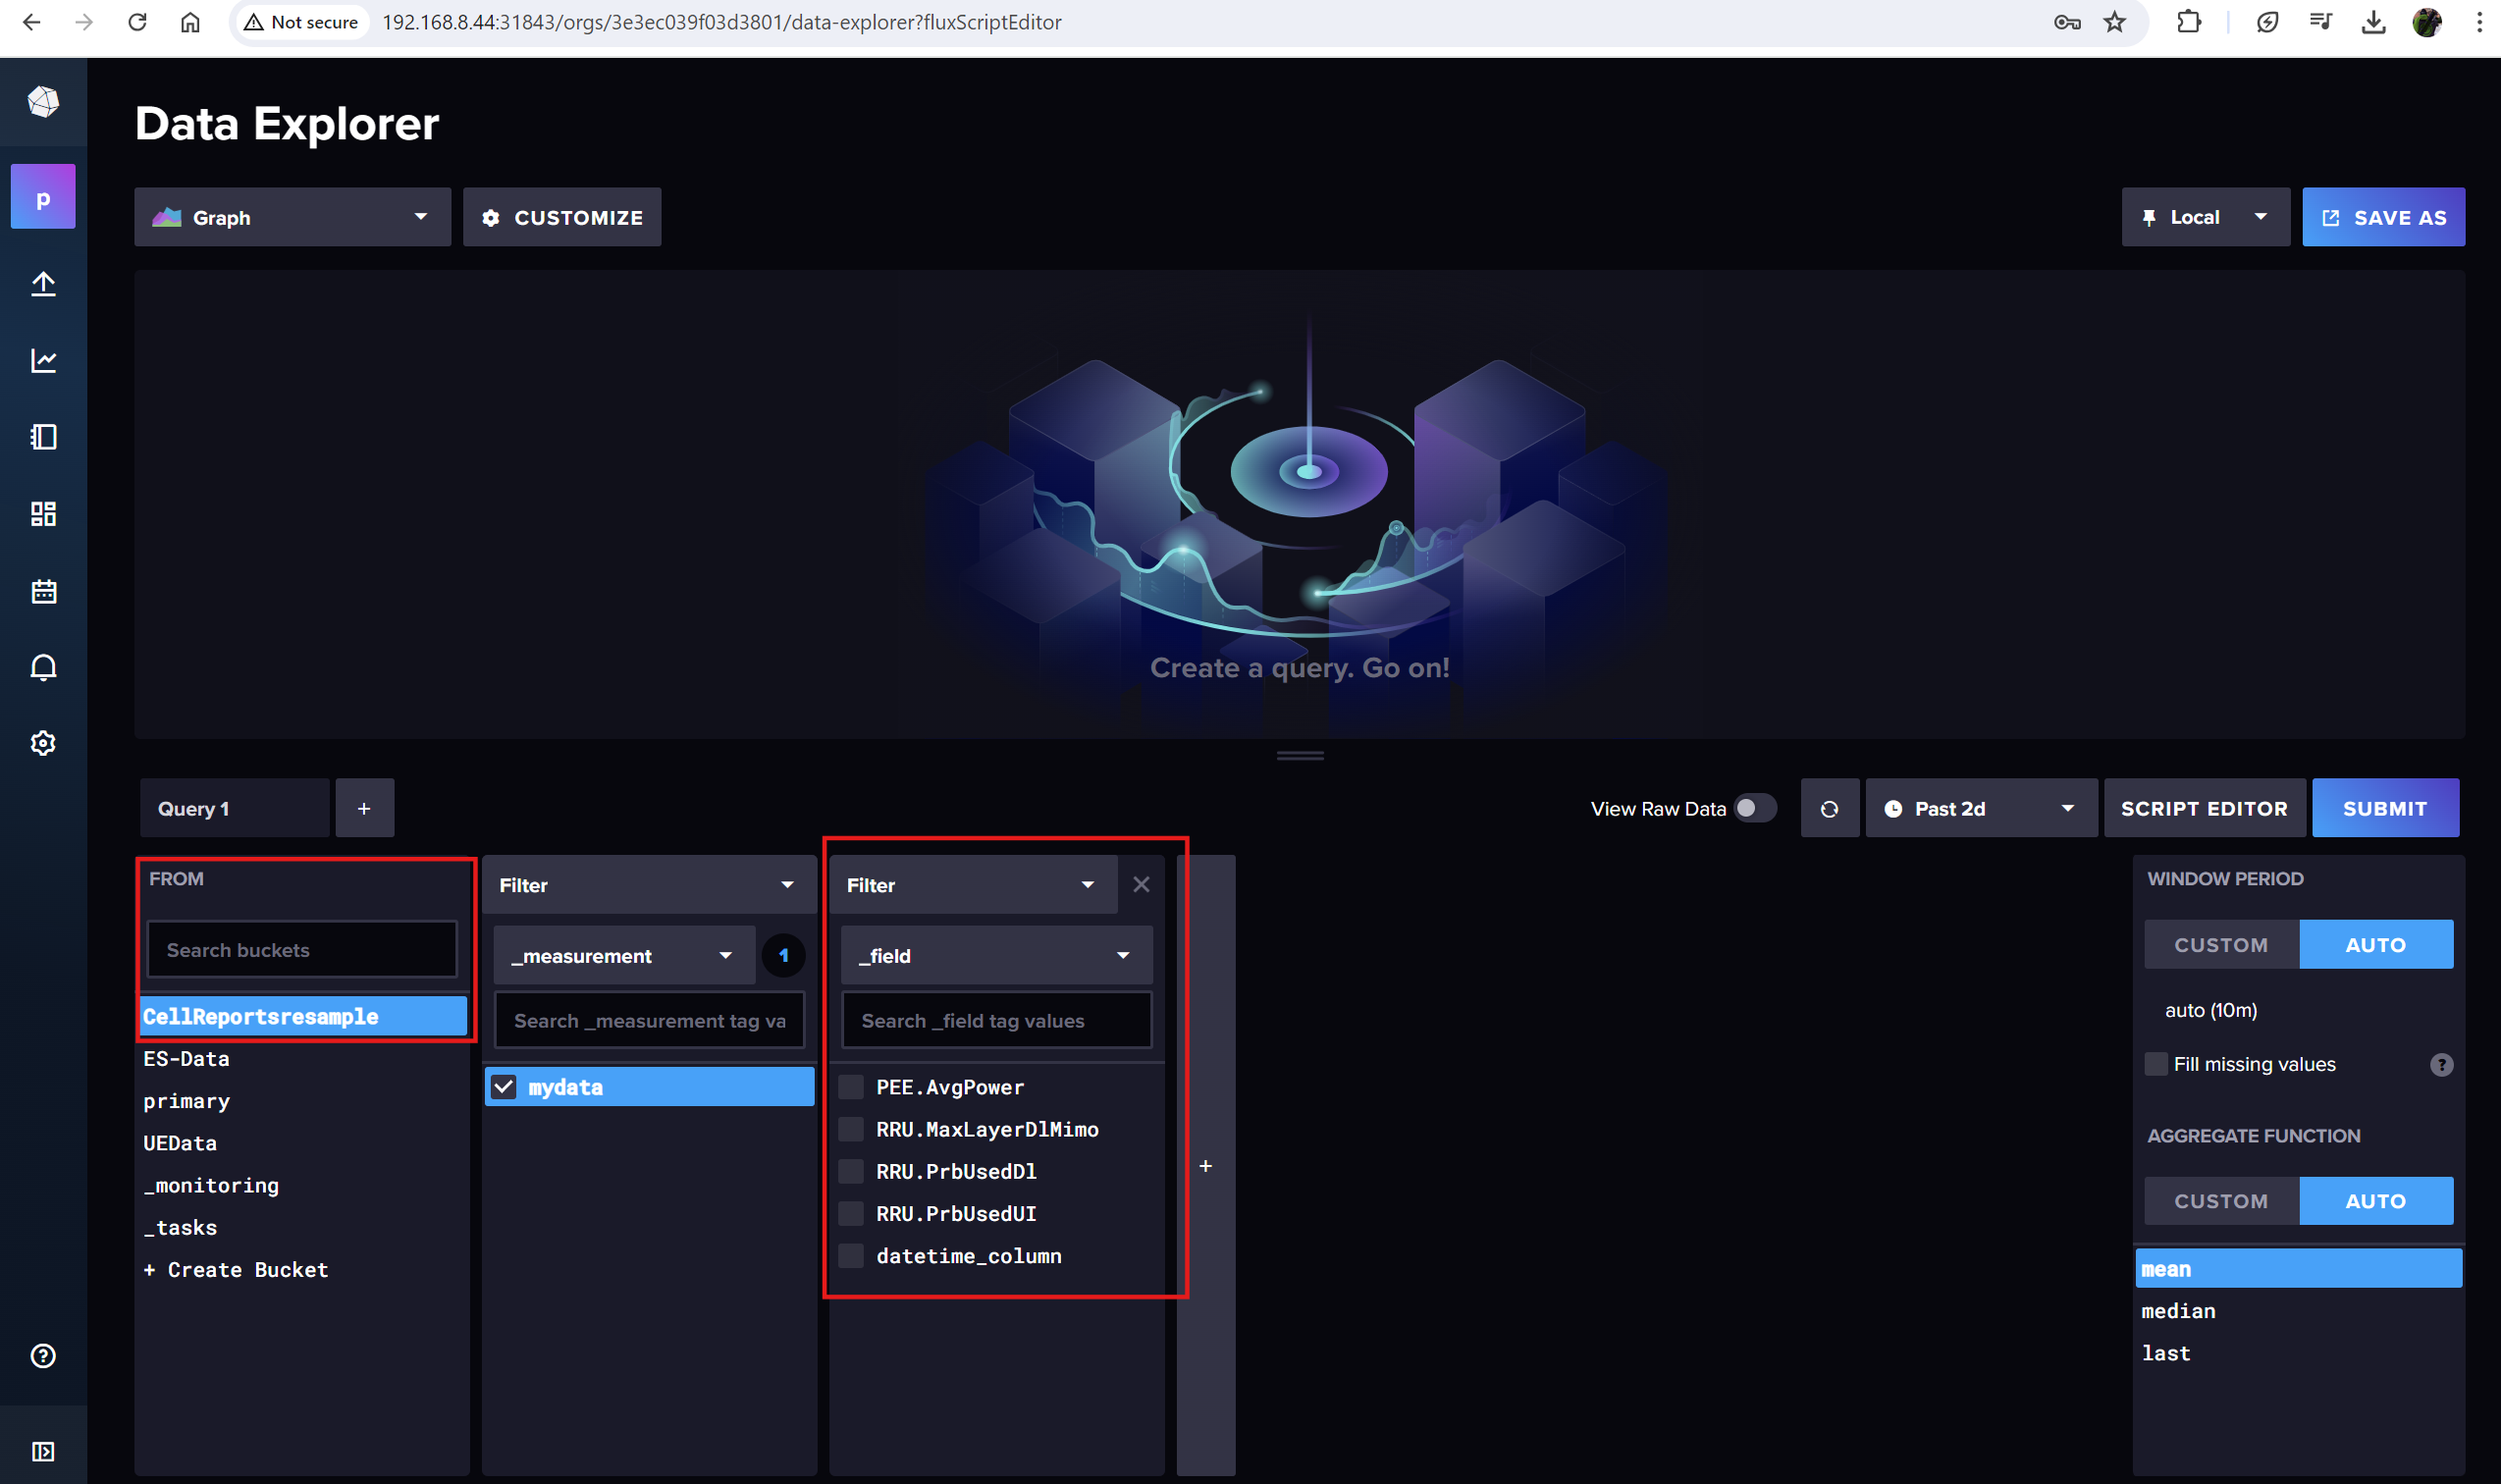 Not secure
192.168.8.44:31843/orgs/3e3ec039f03d3801/data-explorer?fluxScriptEditor
p
Data Explorer
Graph
CUSTOMIZE
Local
SAVE AS
Create a query. Go on!
Query 1
+
View Raw Data
Past 2d
SCRIPT EDITOR
SUBMIT
FROM
Search buckets
CellReportsresample
ES-Data
primary
UEData
_monitoring
_tasks
+ Create Bucket
Filter
_measurement
1
Search _measurement tag va
mydata
Filter
_field
Search _field tag values
PEE.AvgPower
RRU.MaxLayerDlMimo
RRU.PrbUsedDl
RRU.PrbUsedUI
datetime_column
+
WINDOW PERIOD
CUSTOM
AUTO
auto (10m)
Fill missing values
?
AGGREGATE FUNCTION
CUSTOM
AUTO
mean
median
last